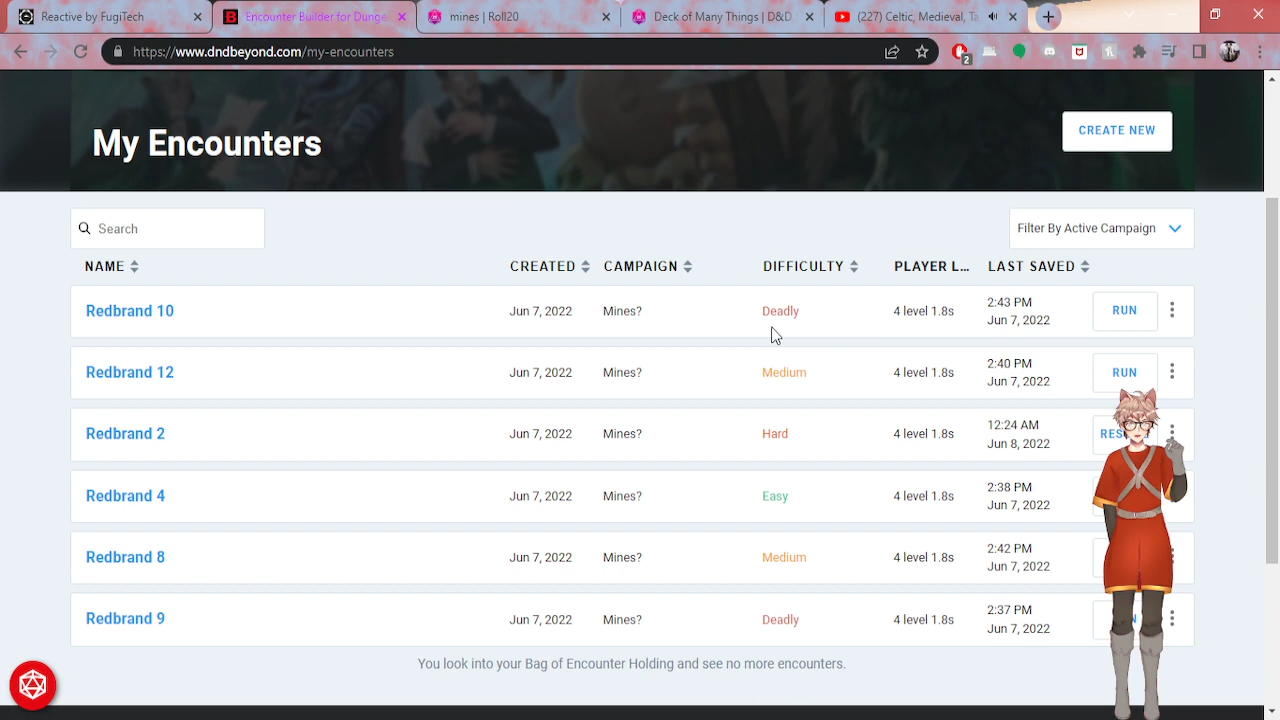 Reactive by FugiTech
Encounter Builder for Dunge
mines | Roll20
Deck of Many Things | D&D
(227) Celtic, Medieval, Ta
https://www.dndbeyond.com/my-encounters
2
My Encounters
CREATE NEW
Search
Filter By Active Campaign
NAME CREATED CAMPAIGN DIFFICULTY PLAYER L... LAST SAVED
Redbrand 10 Jun 7, 2022 Mines? Deadly 4 level 1.8s 2:43 PM Jun 7, 2022 RUN
Redbrand 12 Jun 7, 2022 Mines? Medium 4 level 1.8s 2:40 PM Jun 7, 2022 RUN
Redbrand 2 Jun 7, 2022 Mines? Hard 4 level 1.8s 12:24 AM Jun 8, 2022
Redbrand 4 Jun 7, 2022 Mines? Easy 4 level 1.8s 2:38 PM Jun 7, 2022
Redbrand 8 Jun 7, 2022 Mines? Medium 4 level 1.8s 2:42 PM Jun 7, 2022
Redbrand 9 Jun 7, 2022 Mines? Deadly 4 level 1.8s 2:37 PM Jun 7, 2022
You look into your Bag of Encounter Holding and see no more encounters.